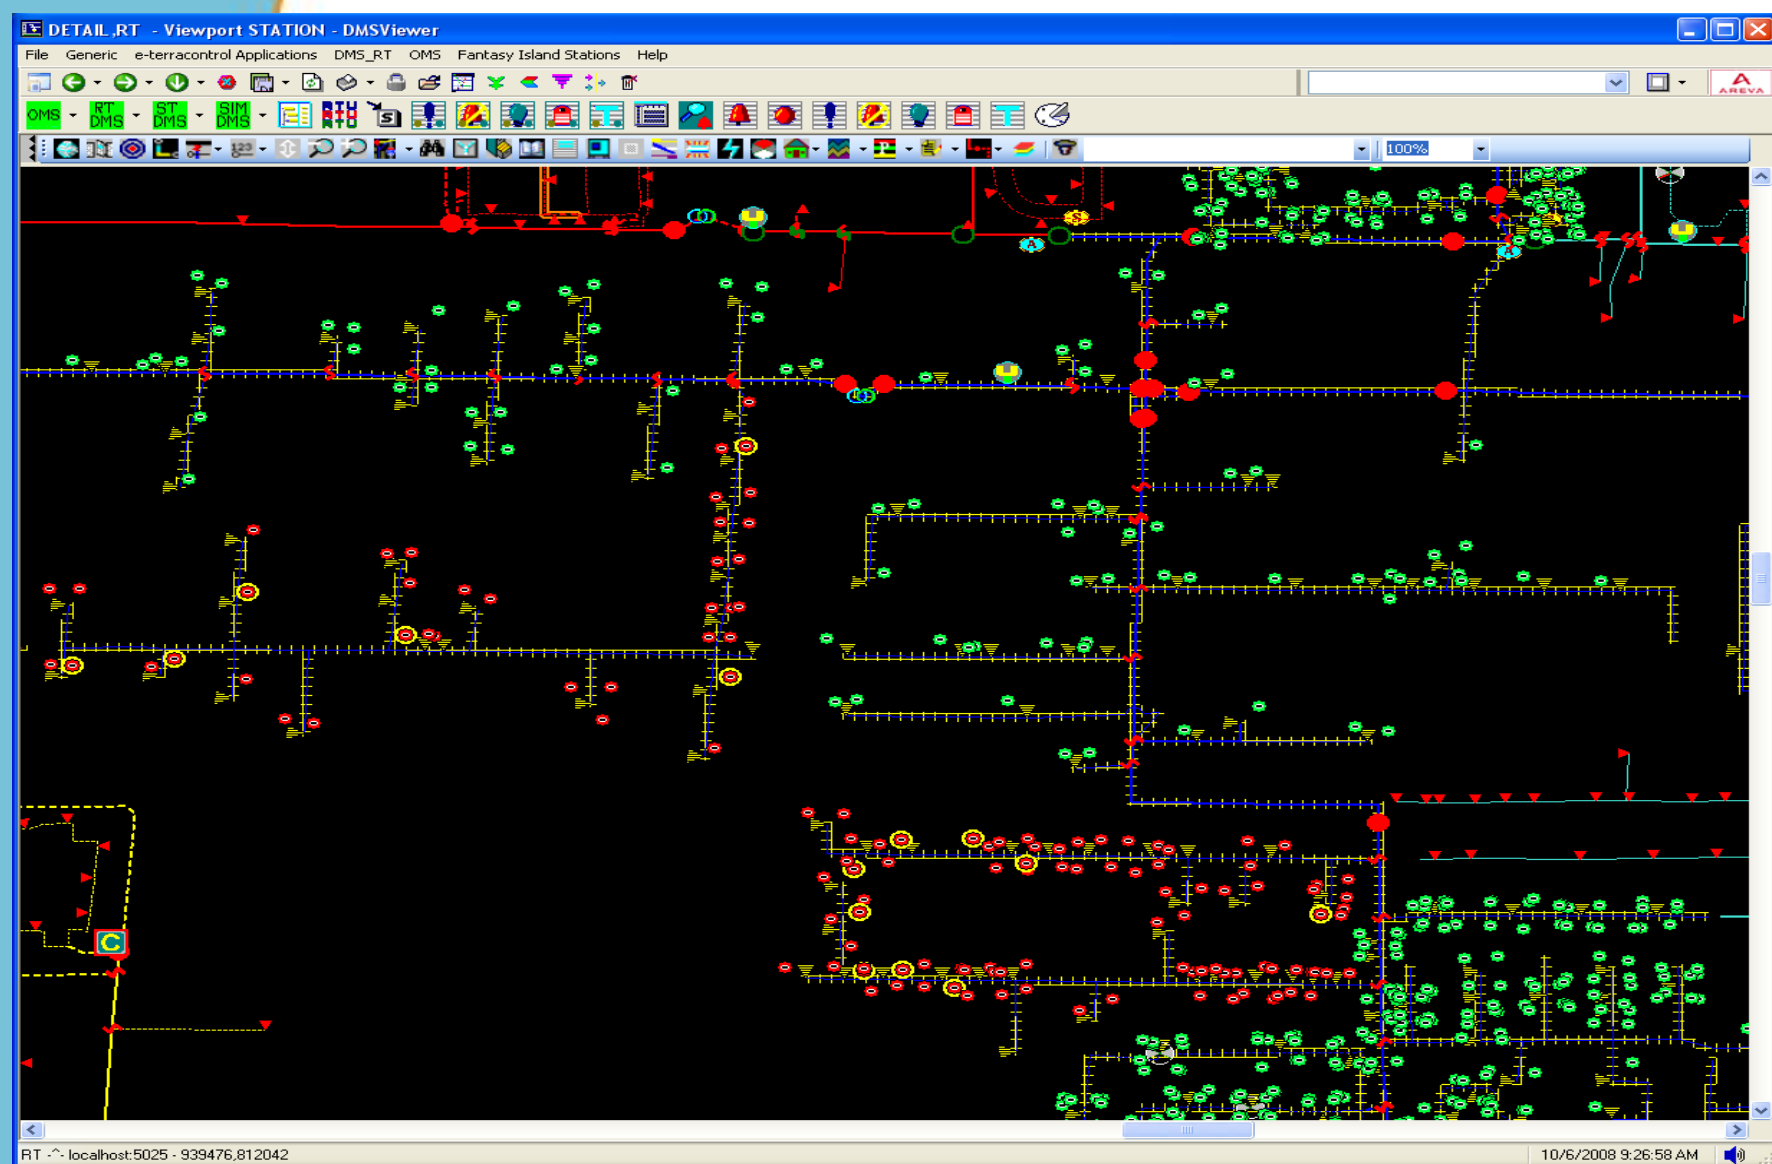 DETAIL ,RT - Viewport STATION - DMSViewer
File Generic e-terracontrol Applications DMS_RT OMS Fantasy Island Stations Help
A
AREVA
OMS RT DMS ST DMS SIM DMS RTU
S
123
100%
U
S
A
U
A
U
C
RT -^- localhost:5025 - 939476,812042
10/6/2008 9:26:58 AM